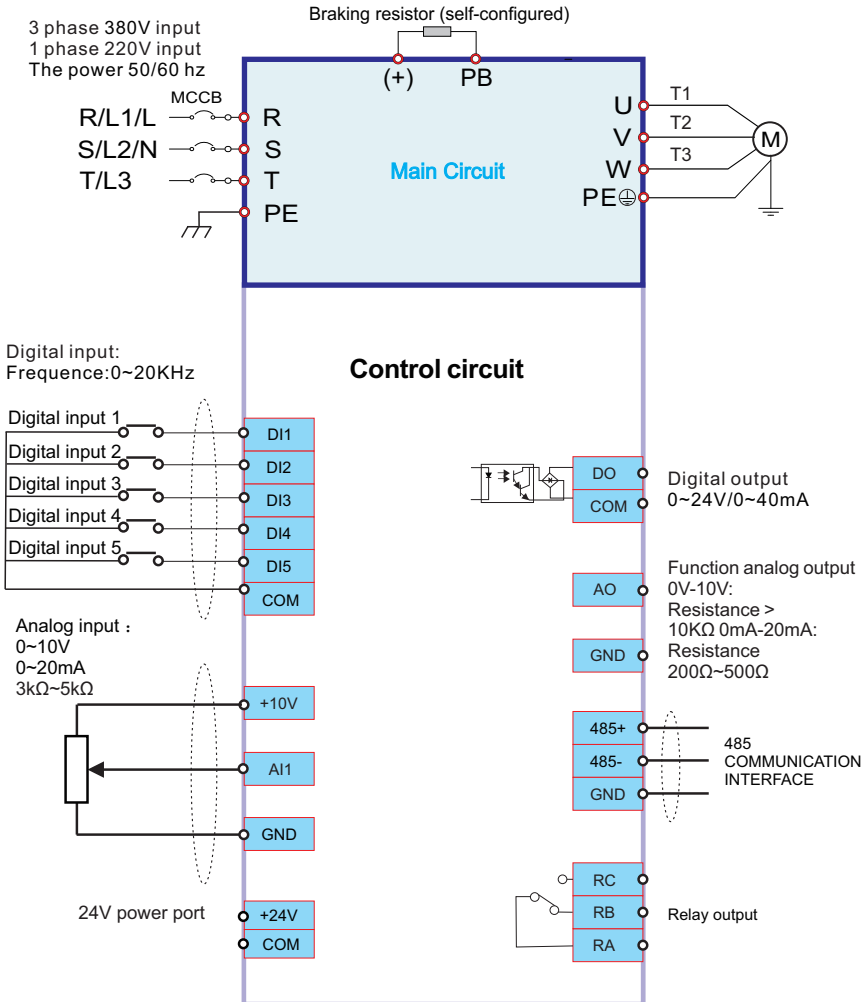 Braking resistor (self-configured)
3 phase 380V input
1 phase 220V input
The power 50/60 hz
(+)
PB
MCCB
R/L1/L
R
S/L2/N
S
T/L3
T
PE
Main Circuit
U
T1
V
T2
W
T3
PE
M
Control circuit
Digital input:
Frequence:0~20KHz
Digital input 1
DI1
Digital input 2
DI2
Digital input 3
DI3
Digital input 4
DI4
Digital input 5
DI5
COM
Analog input :
0~10V
0~20mA
3kΩ~5kΩ
+10V
AI1
GND
24V power port
+24V
COM
DO
COM
Digital output
0~24V/0~40mA
AO
GND
Function analog output
0V-10V:
Resistance >
10KΩ 0mA-20mA:
Resistance
200Ω~500Ω
485+
485-
GND
485
COMMUNICATION
INTERFACE
RC
RB
RA
Relay output